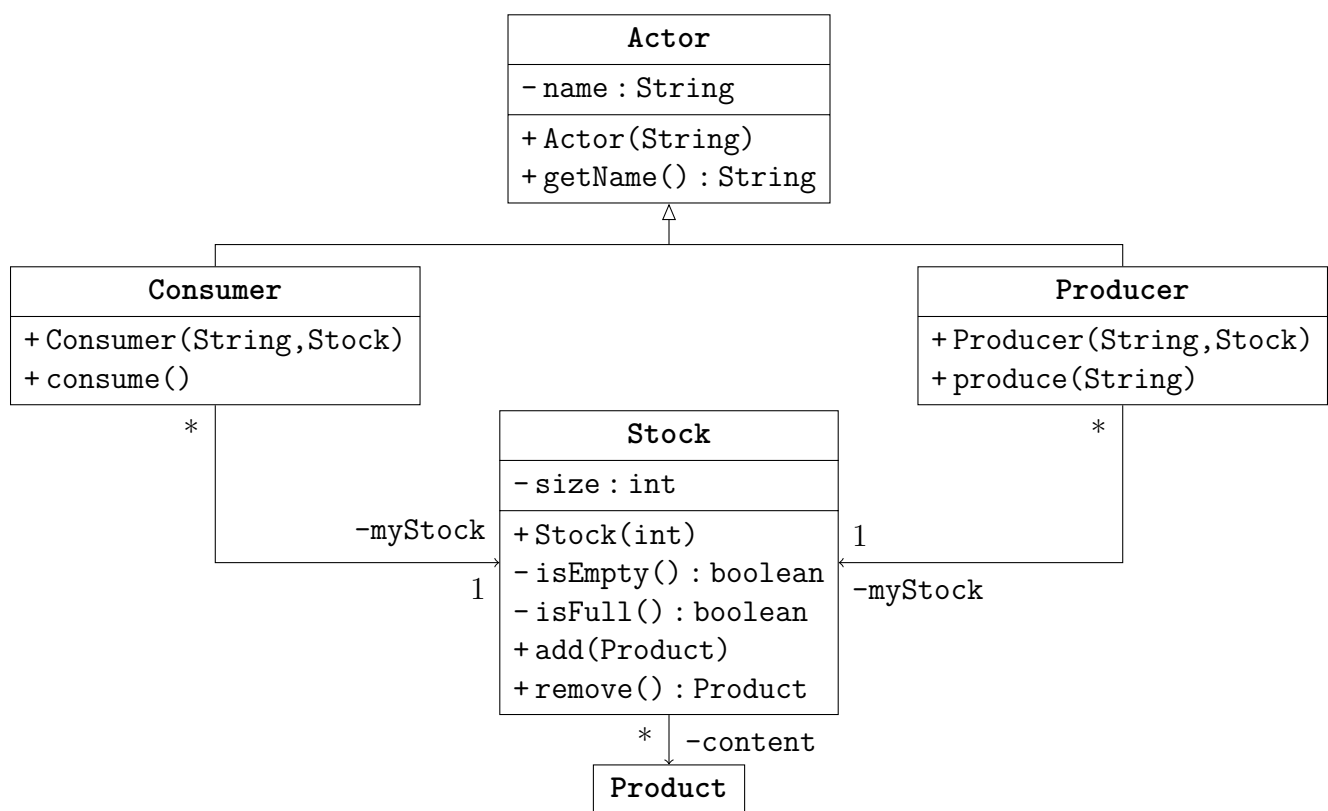 Actor
- name : String
+ Actor(String)
+ getName() : String
Consumer
+ Consumer(String,Stock)
+ consume()
Producer
+ Producer(String,Stock)
+ produce(String)
*
*
Stock
- size : int
+ Stock(int)
- isEmpty() : boolean
- isFull() : boolean
+ add(Product)
+ remove() : Product
-myStock
1
1
-myStock
*
-content
Product